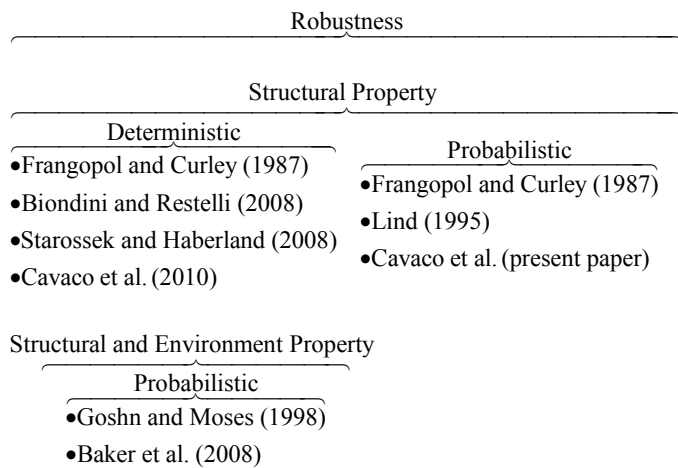 Robustness
Structural Property
Deterministic
•Frangopol and Curley (1987)
•Biondini and Restelli (2008)
•Starossek and Haberland (2008)
•Cavaco et al. (2010)
Probabilistic
•Frangopol and Curley (1987)
•Lind (1995)
•Cavaco et al. (present paper)
Structural and Environment Property
Probabilistic
•Goshn and Moses (1998)
•Baker et al. (2008)